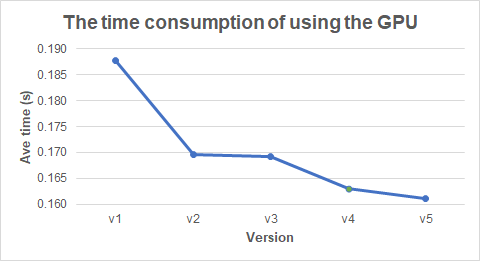 The time consumption of using the GPU
0.190
0.185
0.180
0.175
0.170
0.165
0.160
Ave time (s)
v1 v2 v3 v4 v5
Version